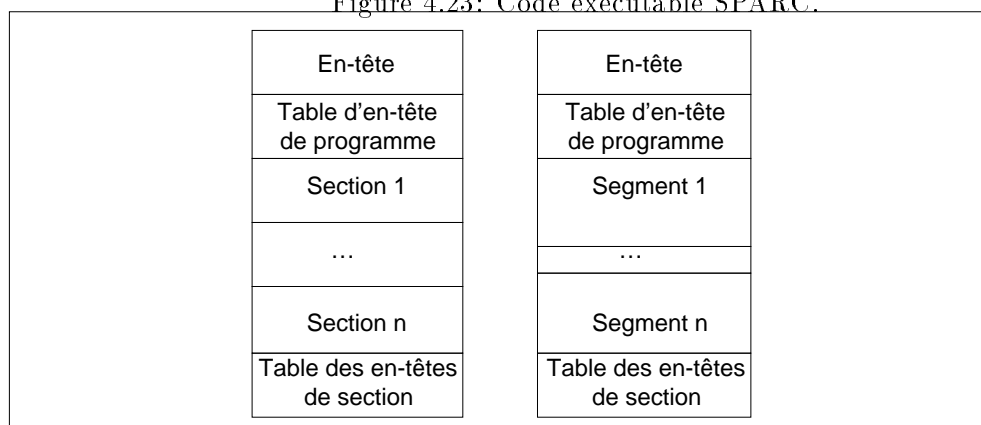 Figure 4.23: Code exécutable SPARC.
En-tête
Table d'en-tête
de programme
Section 1
...
Section n
Table des en-têtes
de section
En-tête
Table d'en-tête
de programme
Segment 1
...
Segment n
Table des en-têtes
de section